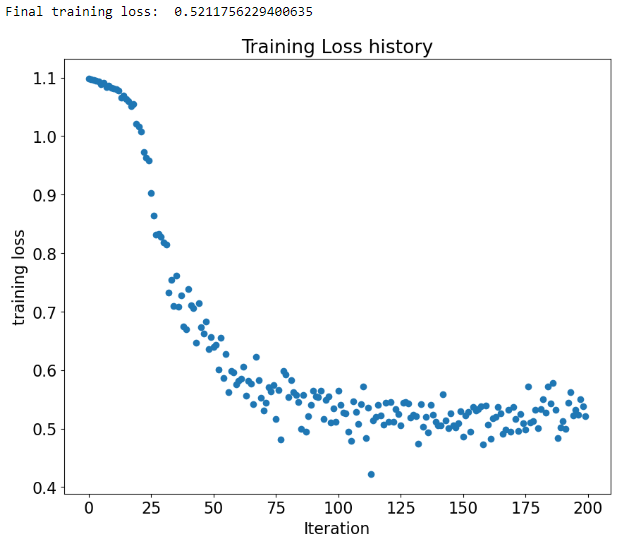 Final training loss:  0.5211756229400635
Training Loss history
1.1
1.0
0.9
0.8
0.7
0.6
0.5
0.4
training loss
0 25 50 75 100 125 150 175 200
Iteration